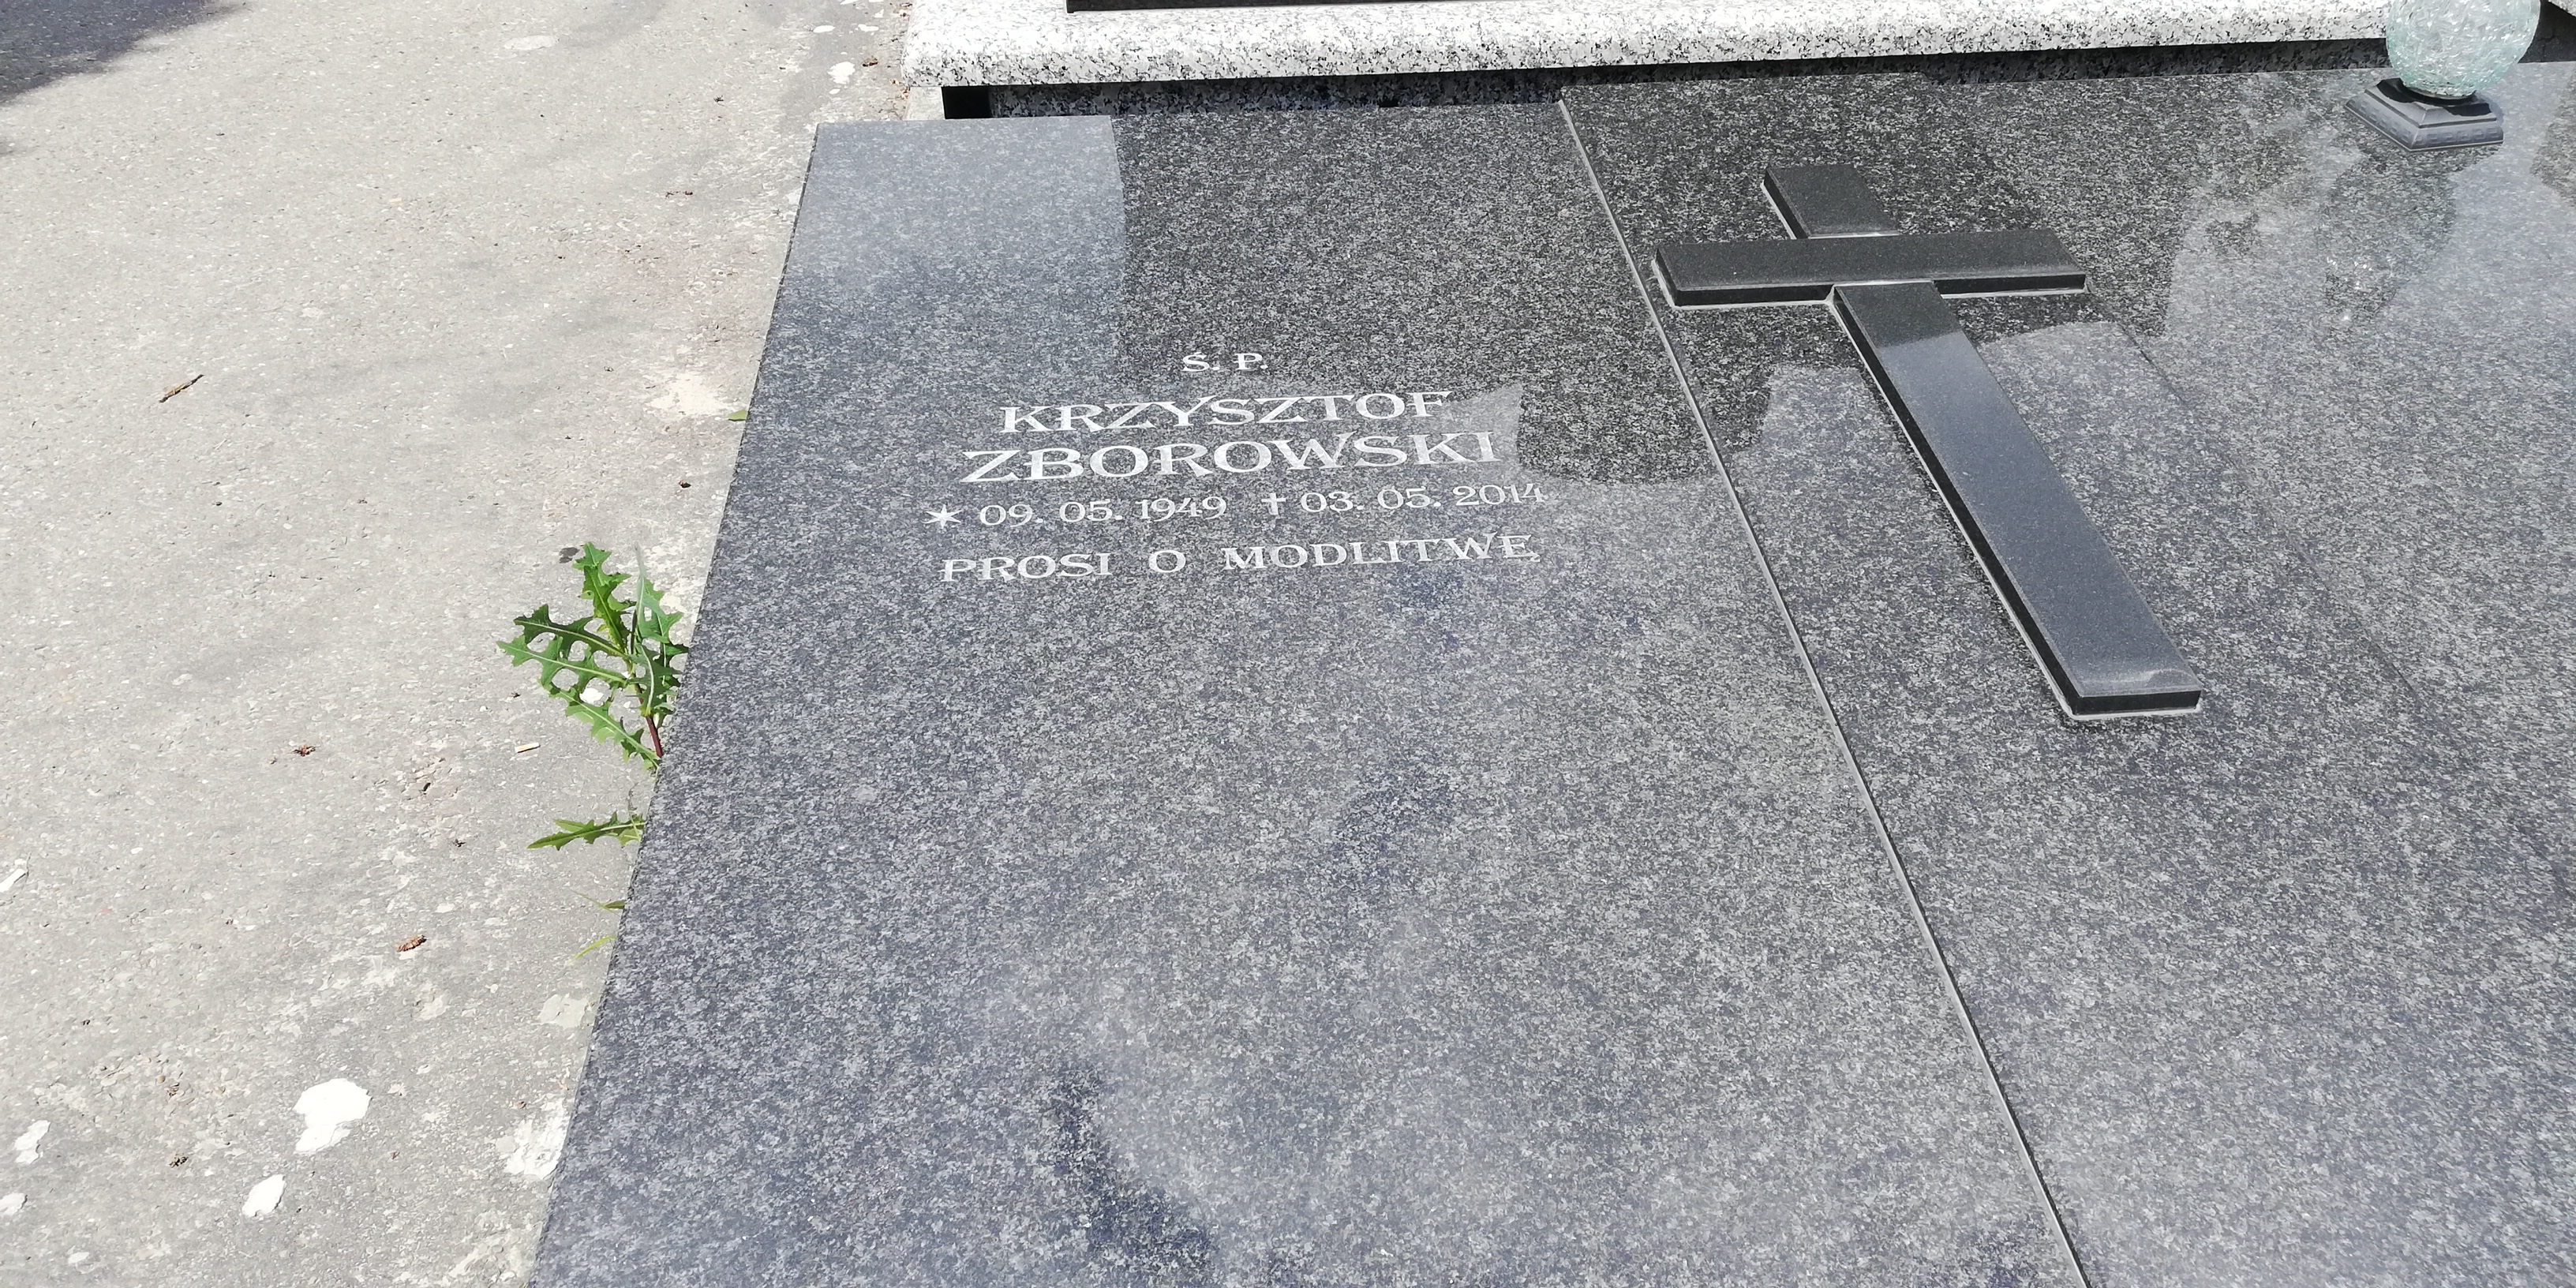 Ś. P.
KRZYSZTOF
ZBOROWSKI
* 09. 05. 1949 † 03. 05. 2014
PROSI O MODLITWĘ